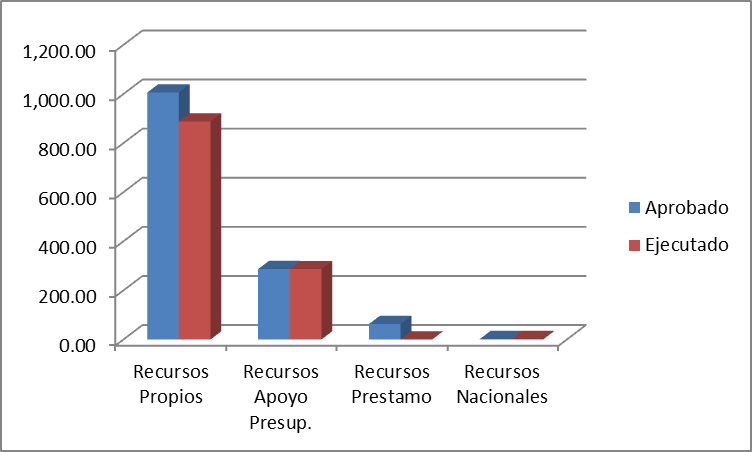 1,200.00
1,000.00
800.00
600.00
400.00
200.00
0.00
Recursos
Propios
Recursos
Apoyo
Presup.
Recursos
Prestamo
Recursos
Nacionales
Aprobado
Ejecutado